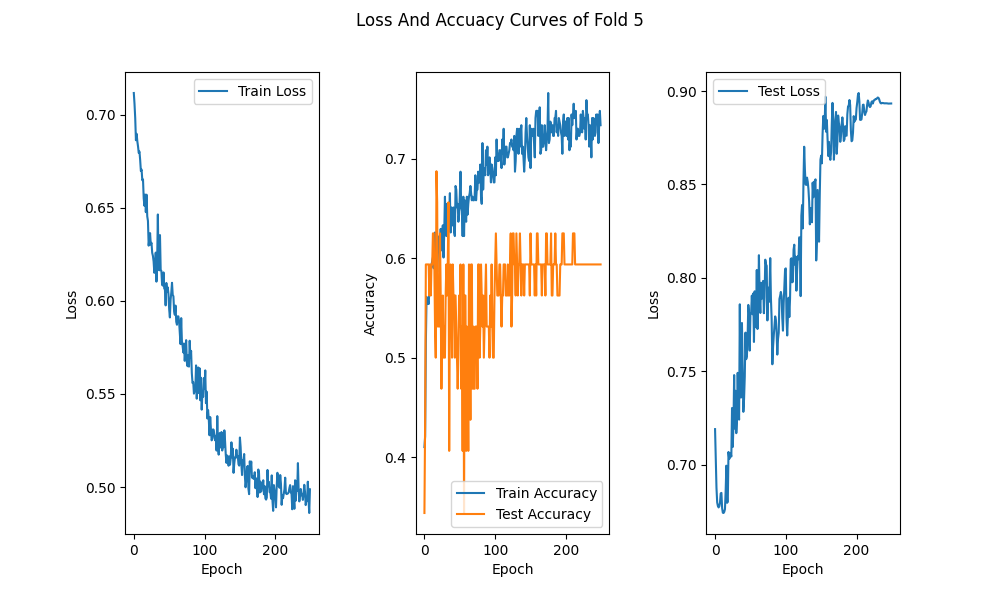 Loss And Accuacy Curves of Fold 5
Loss
0.70
0.65
0.60
0.55
0.50
0 100 200
Epoch
Train Loss
Accuracy
0.7
0.6
0.5
0.4
0 100 200
Epoch
Train Accuracy
Test Accuracy
Loss
0.90
0.85
0.80
0.75
0.70
0 100 200
Epoch
Test Loss